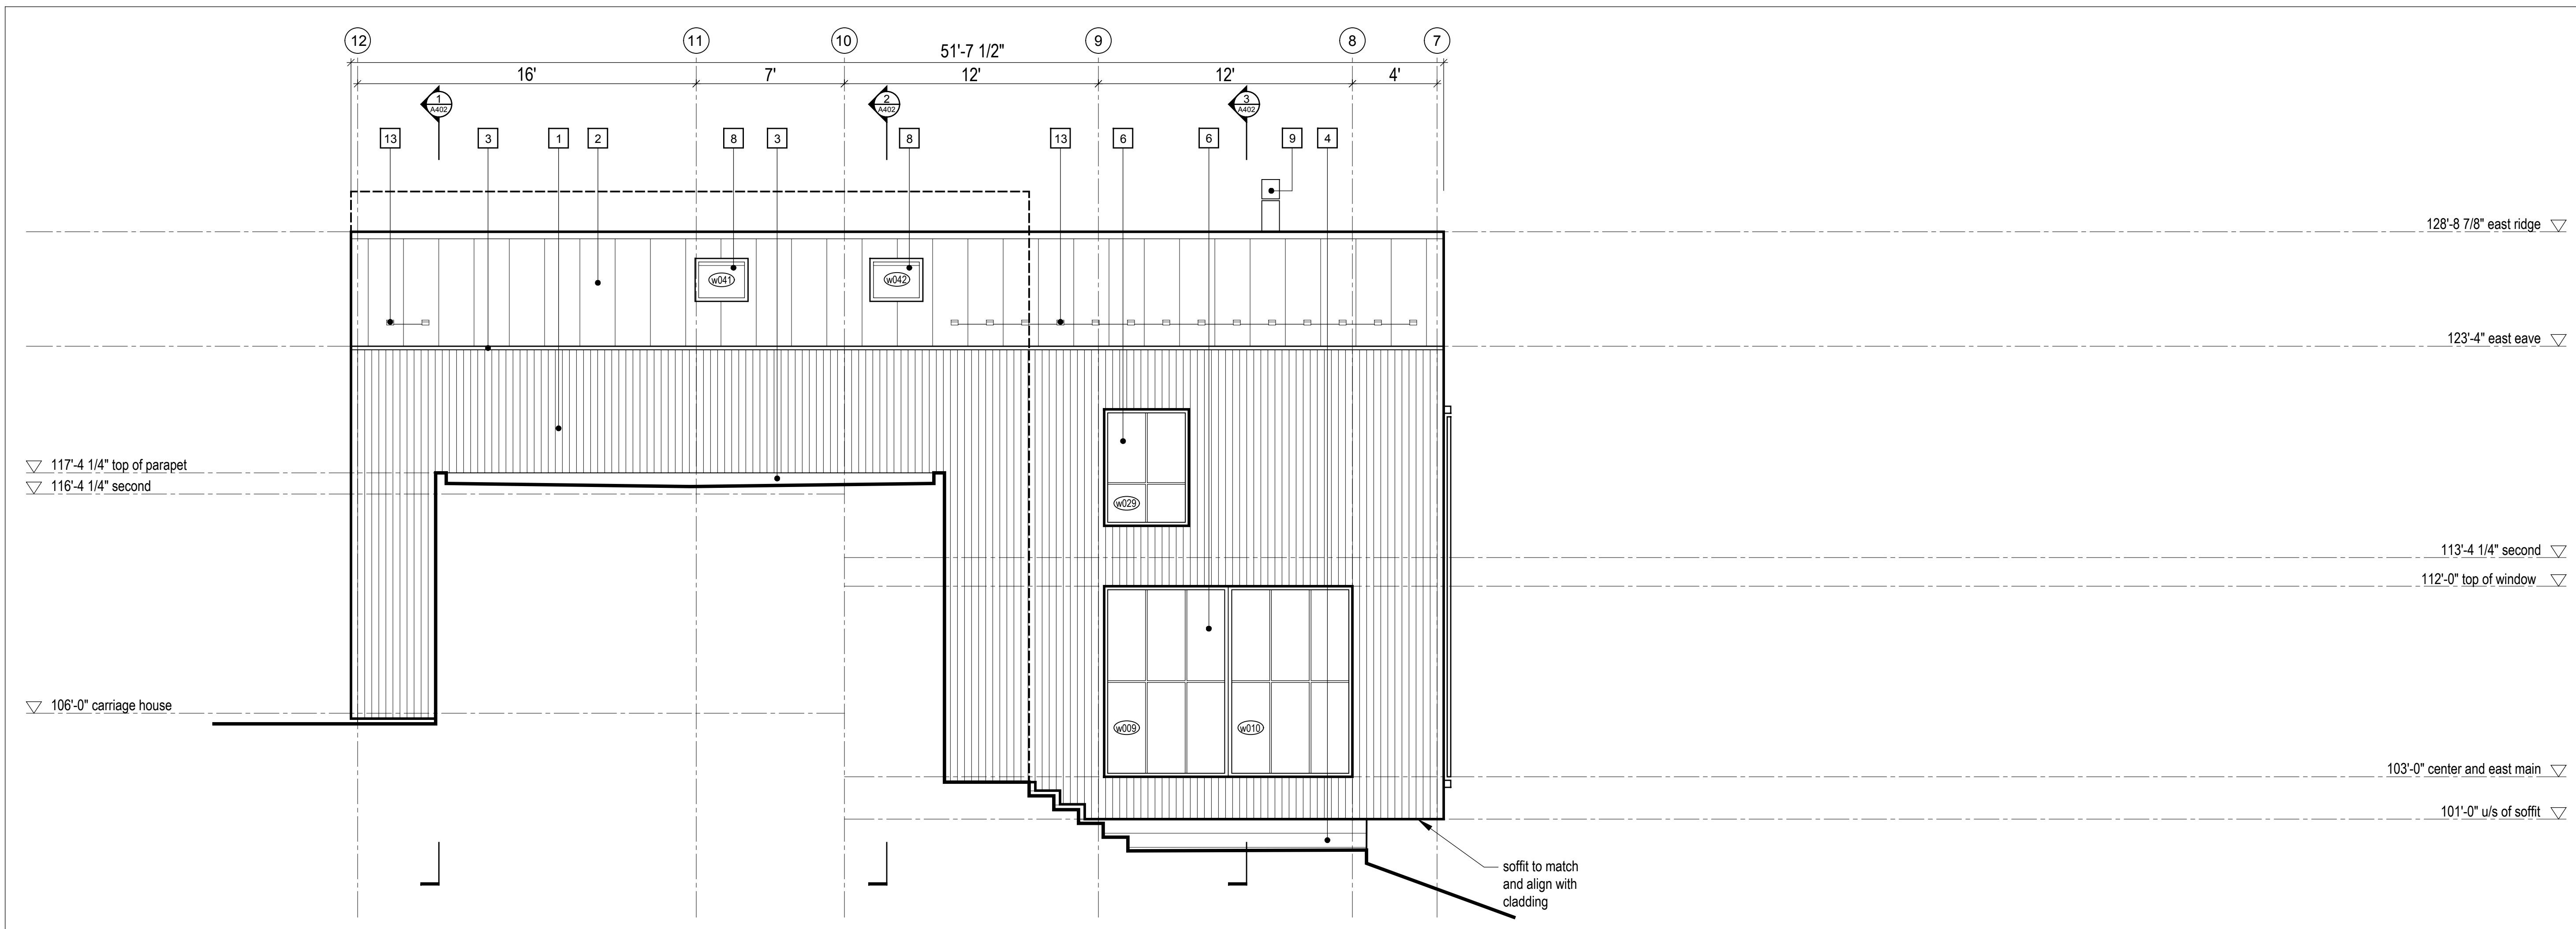 12
11
10
9
8
7
51'-7 1/2"
16'
7'
12'
12'
4'
1
A402
2
A402
3
A402
13
3
1
2
8
3
8
13
6
6
9
4
128'-8 7/8" east ridge
w041
w042
123'-4" east eave
117'-4 1/4" top of parapet
116'-4 1/4" second
w029
113'-4 1/4" second
112'-0" top of window
106'-0" carriage house
w009
w010
103'-0" center and east main
101'-0" u/s of soffit
soffit to match
and align with
cladding